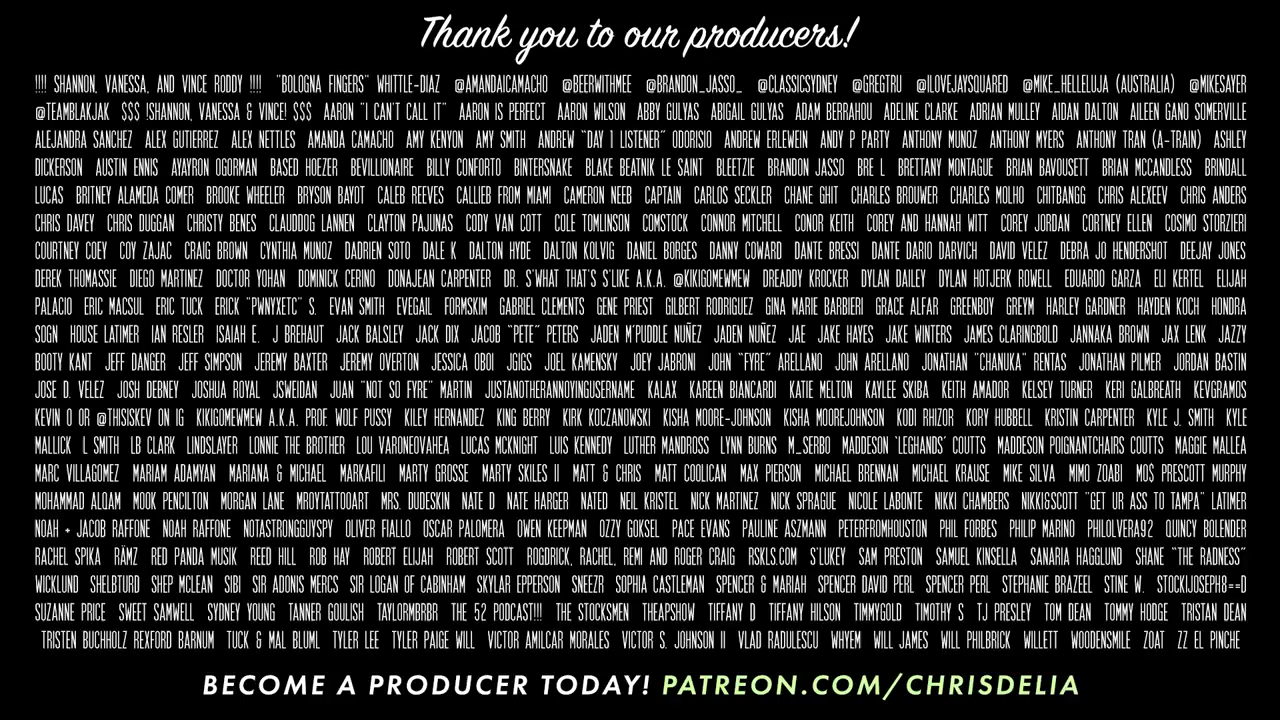 Thank you to our producers!
!!!! SHANNON, VANESSA, AND VINCE RODDY !!!! "BOLOGNA FINGERS" WHITTLE-DIAZ @AMANDAICAMACHO @BEERWITHMEE @BRANDON_JASSO_ @CLASSICSYDNEY @GREGTRU @ILOVEJAYSQUARED @MIKE_HELLELUJA (AUSTRALIA) @MIKESAYER
@TEAMBLAKJAK $$$ !SHANNON, VANESSA & VINCE! $$$ AARON "I CAN'T CALL IT" AARON IS PERFECT AARON WILSON ABBY GULYAS ABIGAIL GULYAS ADAM BERRAHOU ADELINE CLARKE ADRIAN MULLEY AIDAN DALTON AILEEN GANO SOMERVILLE
ALEJANDRA SANCHEZ ALEX GUTIERREZ ALEX NETTLES AMANDA CAMACHO AMY KENYON AMY SMITH ANDREW "DAY 1 LISTENER" ODORISIO ANDREW ERLEWEIN ANDY P PARTY ANTHONY MUNOZ ANTHONY MYERS ANTHONY TRAN (A-TRAIN) ASHLEY
DICKERSON AUSTIN ENNIS AYAYRON OGORMAN BASED HOEZER BEVILLIONAIRE BILLY CONFORTO BINTERSNAKE BLAKE BEATNIK LE SAINT BLEETZIE BRANDON JASSO BRE L BRETTANY MONTAGUE BRIAN BAVOUSETT BRIAN MCCANDLESS BRINDALL
LUCAS BRITNEY ALAMEDA COMER BROOKE WHEELER BRYSON BAYOT CALEB REEVES CALLIEB FROM MIAMI CAMERON NEEB CAPTAIN CARLOS SECKLER CHANE GHIT CHARLES BROUWER CHARLES MOLHO CHITBANGG CHRIS ALEXEEV CHRIS ANDERS
CHRIS DAVEY CHRIS DUGGAN CHRISTY BENES CLAUDDOG LANNEN CLAYTON PAJUNAS CODY VAN COTT COLE TOMLINSON COMSTOCK CONNOR MITCHELL CONOR KEITH COREY AND HANNAH WITT COREY JORDAN CORTNEY ELLEN COSIMO STORZIERI
COURTNEY COEY COY ZAJAC CRAIG BROWN CYNTHIA MUNOZ DADRIEN SOTO DALE K DALTON HYDE DALTON KOLVIG DANIEL BORGES DANNY COWARD DANTE BRESSI DANTE DARIO DARVICH DAVID VELEZ DEBRA JO HENDERSHOT DEEJAY JONES
DEREK THOMASSIE DIEGO MARTINEZ DOCTOR YOHAN DOMINICK CERINO DONAJEAN CARPENTER DR. S'WHAT THAT'S S'LIKE A.K.A. @KIKIGOMEWMEW DREADDY KROCKER DYLAN DAILEY DYLAN HOTJERK ROWELL EDUARDO GARZA ELI KERTEL ELIJAH
PALACIO ERIC MACSUL ERIC TUCK ERICK "PWNYXETC" S. EVAN SMITH EVEGAIL FORMSKIM GABRIEL CLEMENTS GENE PRIEST GILBERT RODRIGUEZ GINA MARIE BARBIERI GRACE ALFAR GREENBOY GREYM HARLEY GARDNER HAYDEN KOCH HONDRA
SOGN HOUSE LATIMER IAN RESLER ISAIAH E. J BREHAUT JACK BALSLEY JACK DIX JACOB "PETE" PETERS JADEN M'PUDDLE NUÑEZ JADEN NUÑEZ JAE JAKE HAYES JAKE WINTERS JAMES CLARINGBOLD JANNAKA BROWN JAX LENK JAZZY
BOOTY KANT JEFF DANGER JEFF SIMPSON JEREMY BAXTER JEREMY OVERTON JESSICA OBOI JGIGS JOEL KAMENSKY JOEY JABRONI JOHN "FYRE" ARELLANO JOHN ARELLANO JONATHAN "CHANUKA" RENTAS JONATHAN PILMER JORDAN BASTIN
JOSE D. VELEZ JOSH DEBNEY JOSHUA ROYAL JSWEIDAN JUAN "NOT SO FYRE" MARTIN JUSTANOTHERANNOYINGUSERNAME KALAX KAREEN BIANCARDI KATIE MELTON KAYLEE SKIBA KEITH AMADOR KELSEY TURNER KERI GALBREATH KEVGRAMOS
KEVIN O OR @THISISKEV ON IG KIKIGOMEWMEW A.K.A. PROF. WOLF PUSSY KILEY HERNANDEZ KING BERRY KIRK KOCZANOWSKI KISHA MOORE-JOHNSON KISHA MOOREJOHNSON KODI RHIZOR KORY HUBBELL KRISTIN CARPENTER KYLE J. SMITH KYLE
MALLICK L SMITH LB CLARK LINDSLAYER LONNIE THE BROTHER LOU VARONEOVAHEA LUCAS MCKNIGHT LUIS KENNEDY LUTHER MANDROSS LYNN BURNS M_SERBO MADDESON 'LEGHANDS' COUTTS MADDESON POIGNANTCHAIRS COUTTS MAGGIE MALLEA
MARC VILLAGOMEZ MARIAM ADAMYAN MARIANA & MICHAEL MARKAFILI MARTY GROSSE MARTY SKILES II MATT & CHRIS MATT COOLICAN MAX PIERSON MICHAEL BRENNAN MICHAEL KRAUSE MIKE SILVA MIMO ZOABI MO$ PRESCOTT MURPHY
MOHAMMAD ALQAM MOOK PENCILTON MORGAN LANE MROYTATTOOART MRS. DUDESKIN NATE D NATE HARGER NATED NEIL KRISTEL NICK MARTINEZ NICK SPRAGUE NICOLE LABONTE NIKKI CHAMBERS NIKKI&SCOTT "GET UR ASS TO TAMPA" LATIMER
NOAH + JACOB RAFFONE NOAH RAFFONE NOTASTRONGGUYSPY OLIVER FIALLO OSCAR PALOMERA OWEN KEEPMAN OZZY GOKSEL PACE EVANS PAULINE ASZMANN PETERFROMHOUSTON PHIL FORBES PHILIP MARINO PHILOLVERA92 QUINCY BOLENDER
RACHEL SPIKA RÄMZ RED PANDA MUSIK REED HILL ROB HAY ROBERT ELIJAH ROBERT SCOTT ROGDRICK, RACHEL, REMI AND ROGER CRAIG RSKLS.COM S'LUKEY SAM PRESTON SAMUEL KINSELLA SANARIA HAGGLUND SHANE "THE RADNESS"
WICKLUND SHELBTURD SHEP MCLEAN SIBI SIR ADONIS MERCS SIR LOGAN OF CABINHAM SKYLAR EPPERSON SNEEZR SOPHIA CASTLEMAN SPENCER & MARIAH SPENCER DAVID PERL SPENCER PERL STEPHANIE BRAZEEL STINE W. STOCKIJOSEPH8==D
SUZANNE PRICE SWEET SAMWELL SYDNEY YOUNG TANNER GOULISH TAYLORMBRBR THE 52 PODCAST!!! THE STOCKSMEN THEAPSHOW TIFFANY D TIFFANY HILSON TIMMYGOLD TIMOTHY S TJ PRESLEY TOM DEAN TOMMY HODGE TRISTAN DEAN
TRISTEN BUCHHOLZ REXFORD BARNUM TUCK & MAL BLUML TYLER LEE TYLER PAIGE WILL VICTOR AMILCAR MORALES VICTOR S. JOHNSON II VLAD RADULESCU WHYEM WILL JAMES WILL PHILBRICK WILLETT WOODENSMILE ZOAT ZZ EL PINCHE
BECOME A PRODUCER TODAY! PATREON.COM/CHRISDELIA